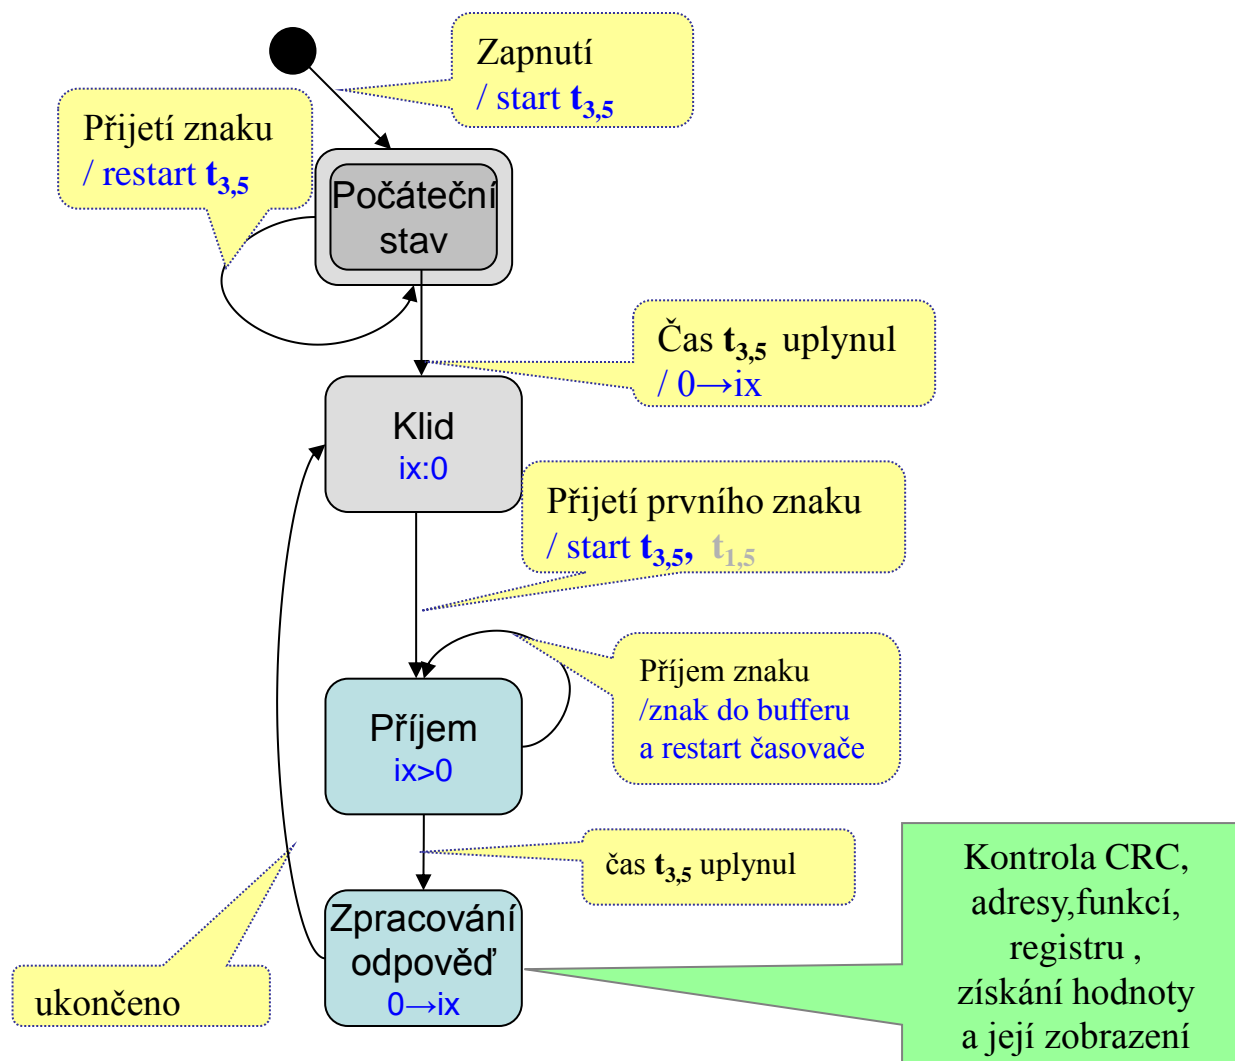 Zapnutí
/ start t3,5
Přijetí znaku
/ restart t3,5
Počáteční
stav
Čas t3,5 uplynul
/ 0→ix
Klid
ix:0
Přijetí prvního znaku
/ start t3,5, t1,5
Příjem znaku
/znak do bufferu
a restart časovače
Příjem
ix>0
čas t3,5 uplynul
Zpracování
odpověď
0→ix
ukončeno
Kontrola CRC,
adresy,funkcí,
registru ,
získání hodnoty
a její zobrazení